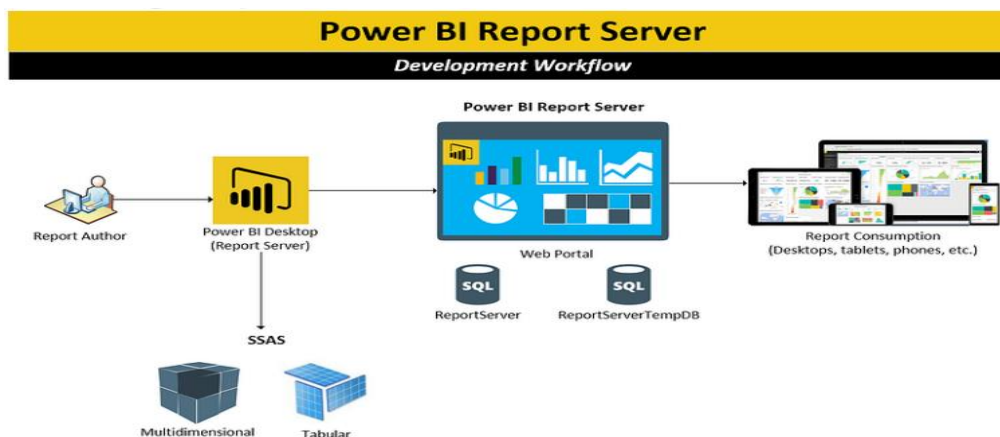 Power BI Report Server
Development Workflow
Power BI Report Server
Report Author
Power BI Desktop
(Report Server)
Web Portal
Report Consumption
(Desktops, tablets, phones, etc.)
SQL
SQL
ReportServer
ReportServerTempDB
SSAS
Multidimensional
Tabular